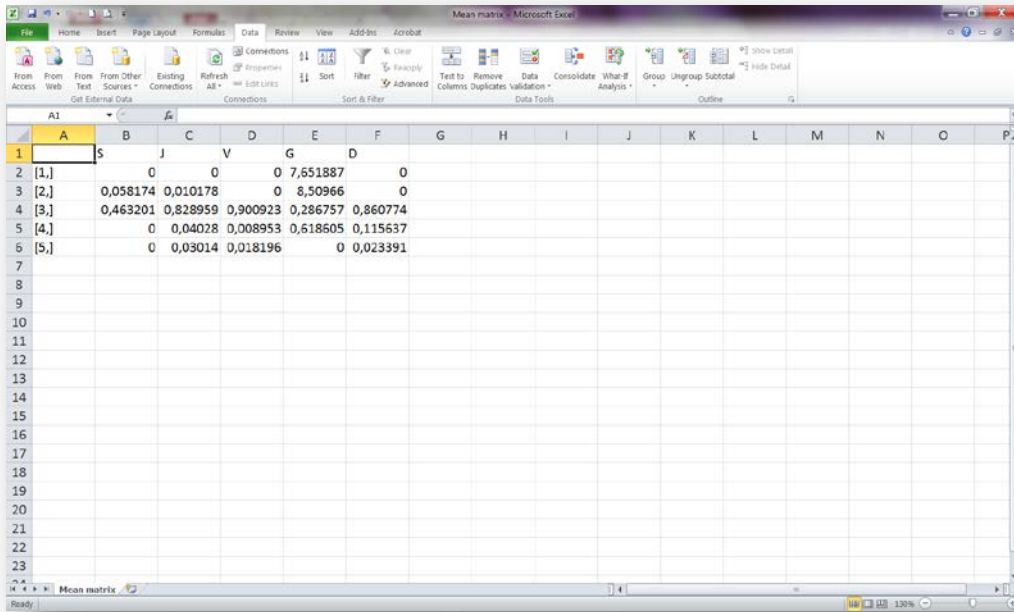 Mean matrix - Microsoft Excel
File Home Insert Page Layout Formulas Data Review View Add-Ins Acrobat
From Access From Web From Text From Other Sources Existing Connections Refresh All Connections Properties Edit Links Sort Filter Clear Reapply Advanced Text to Columns Remove Duplicates Data Validation Consolidate What-If Analysis Group Ungroup Subtotal Show Detail Hide Detail
Get External Data Connections Sort & Filter Data Tools Outline
A1 fx
A B C D E F G H I J K L M N O P
1 S J V G D
2 [1,] 0 0 0 7,651887 0
3 [2,] 0,058174 0,010178 0 8,50966 0
4 [3,] 0,463201 0,828959 0,900923 0,286757 0,860774
5 [4,] 0 0,04028 0,008953 0,618605 0,115637
6 [5,] 0 0,03014 0,018196 0 0,023391
7
8
9
10
11
12
13
14
15
16
17
18
19
20
21
22
23
Mean matrix
Ready 130%